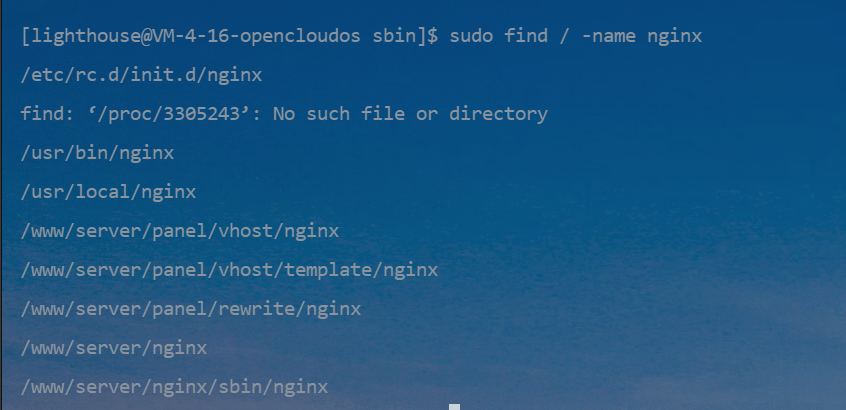 [lighthouse@VM-4-16-opencloudos sbin]$ sudo find / -name nginx
/etc/rc.d/init.d/nginx
find: ‘/proc/3305243’: No such file or directory
/usr/bin/nginx
/usr/local/nginx
/www/server/panel/vhost/nginx
/www/server/panel/vhost/template/nginx
/www/server/panel/rewrite/nginx
/www/server/nginx
/www/server/nginx/sbin/nginx